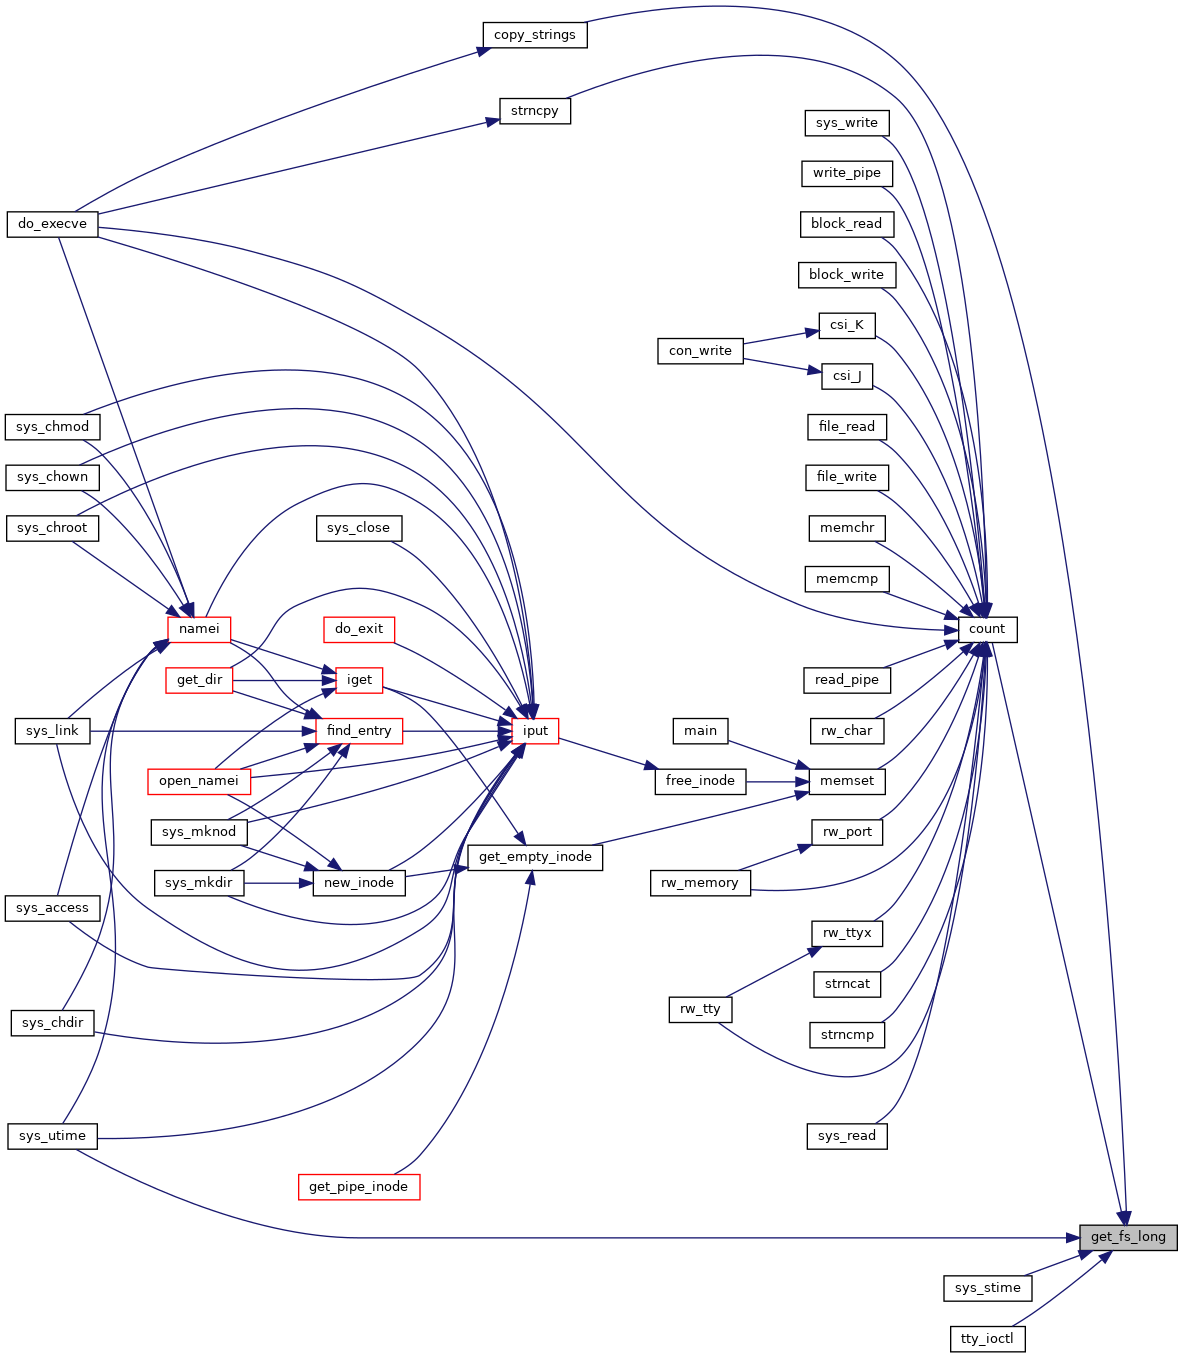 copy_strings
strncpy
sys_write
write_pipe
do_execve
block_read
block_write
csi_K
con_write
csi_J
sys_chmod
file_read
sys_chown
file_write
sys_chroot
sys_close
memchr
memcmp
namei
do_exit
count
get_dir
iget
read_pipe
sys_link
find_entry
iput
main
rw_char
open_namei
free_inode
memset
sys_mknod
rw_port
get_empty_inode
sys_mkdir
new_inode
rw_memory
sys_access
rw_ttyx
strncat
rw_tty
sys_chdir
strncmp
sys_utime
sys_read
get_pipe_inode
get_fs_long
sys_stime
tty_ioctl